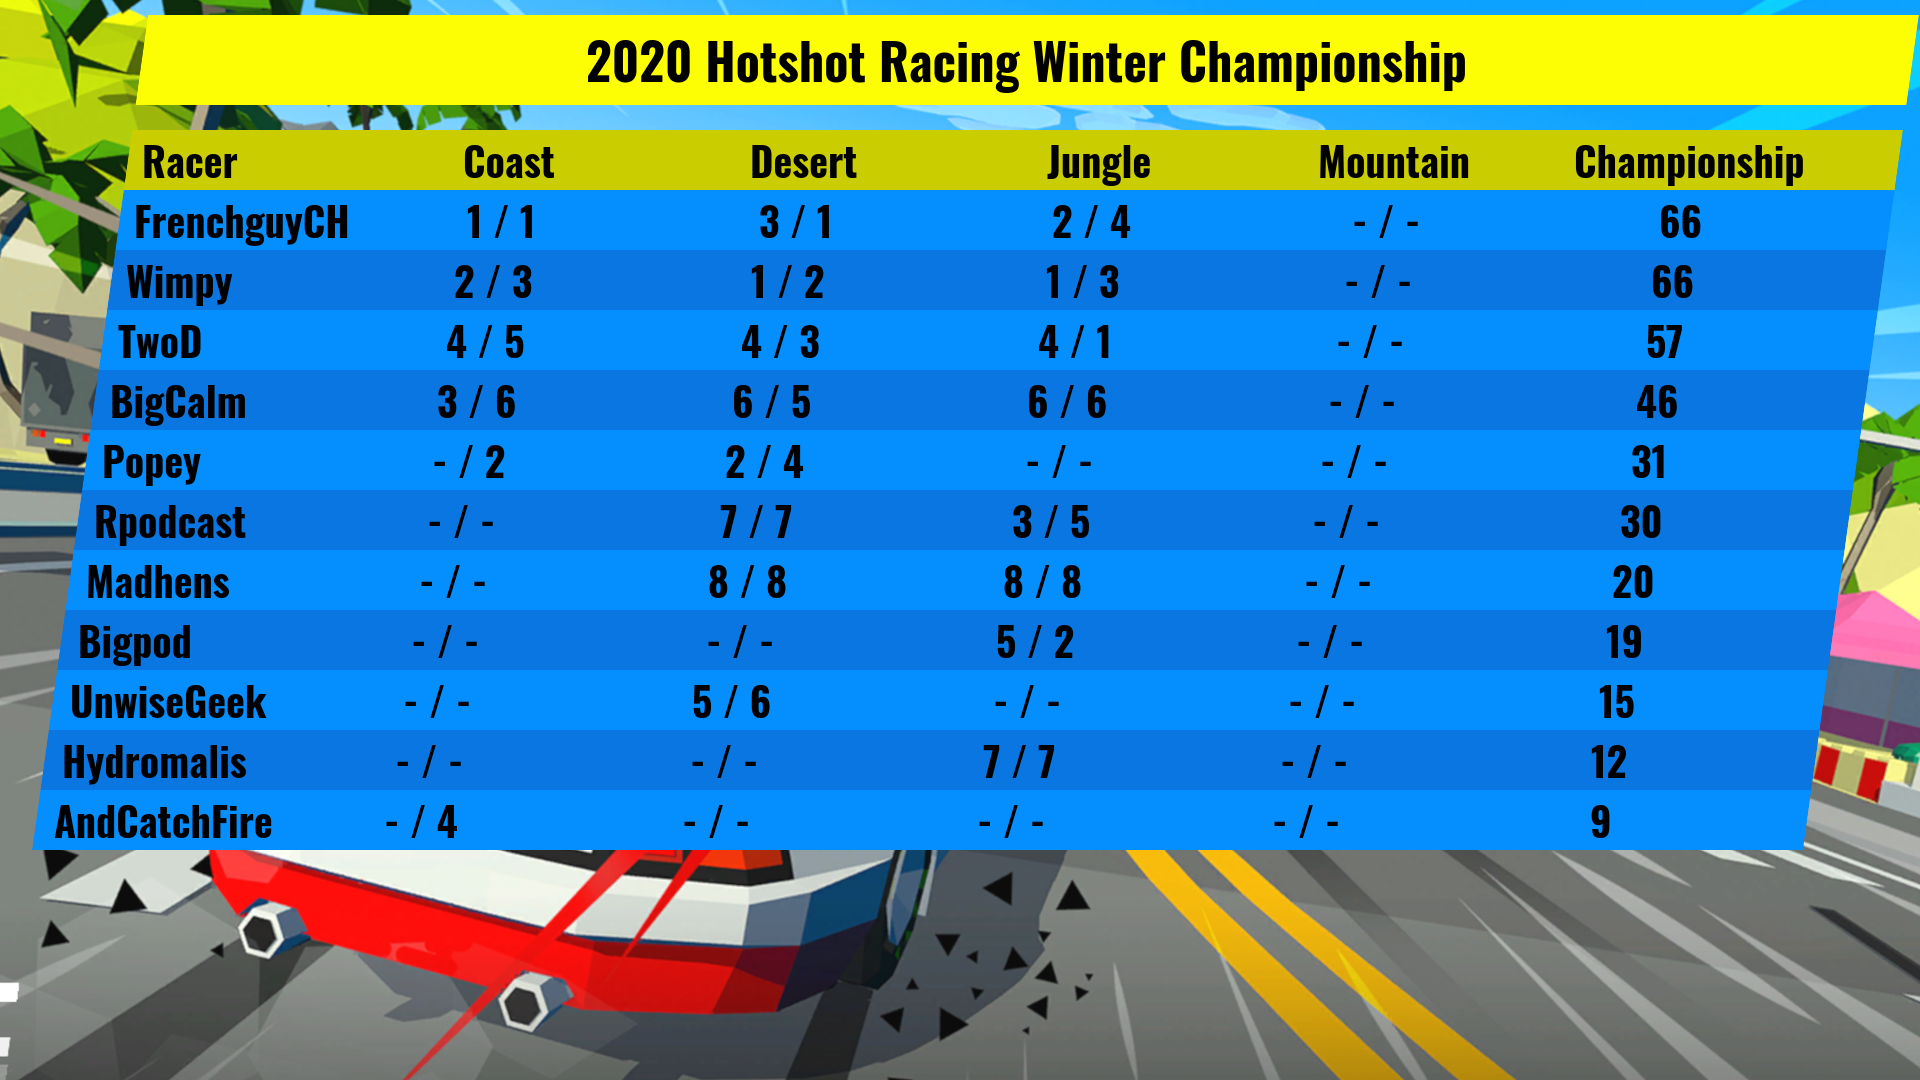 2020 Hotshot Racing Winter Championship
Racer Coast Desert Jungle Mountain Championship
FrenchguyCH 1 / 1 3 / 1 2 / 4 - / - 66
Wimpy 2 / 3 1 / 2 1 / 3 - / - 66
TwoD 4 / 5 4 / 3 4 / 1 - / - 57
BigCalm 3 / 6 6 / 5 6 / 6 - / - 46
Popey - / 2 2 / 4 - / - - / - 31
Rpodcast - / - 7 / 7 3 / 5 - / - 30
Madhens - / - 8 / 8 8 / 8 - / - 20
Bigpod - / - - / - 5 / 2 - / - 19
UnwiseGeek - / - 5 / 6 - / - - / - 15
Hydromalis - / - - / - 7 / 7 - / - 12
AndCatchFire - / 4 - / - - / - - / - 9